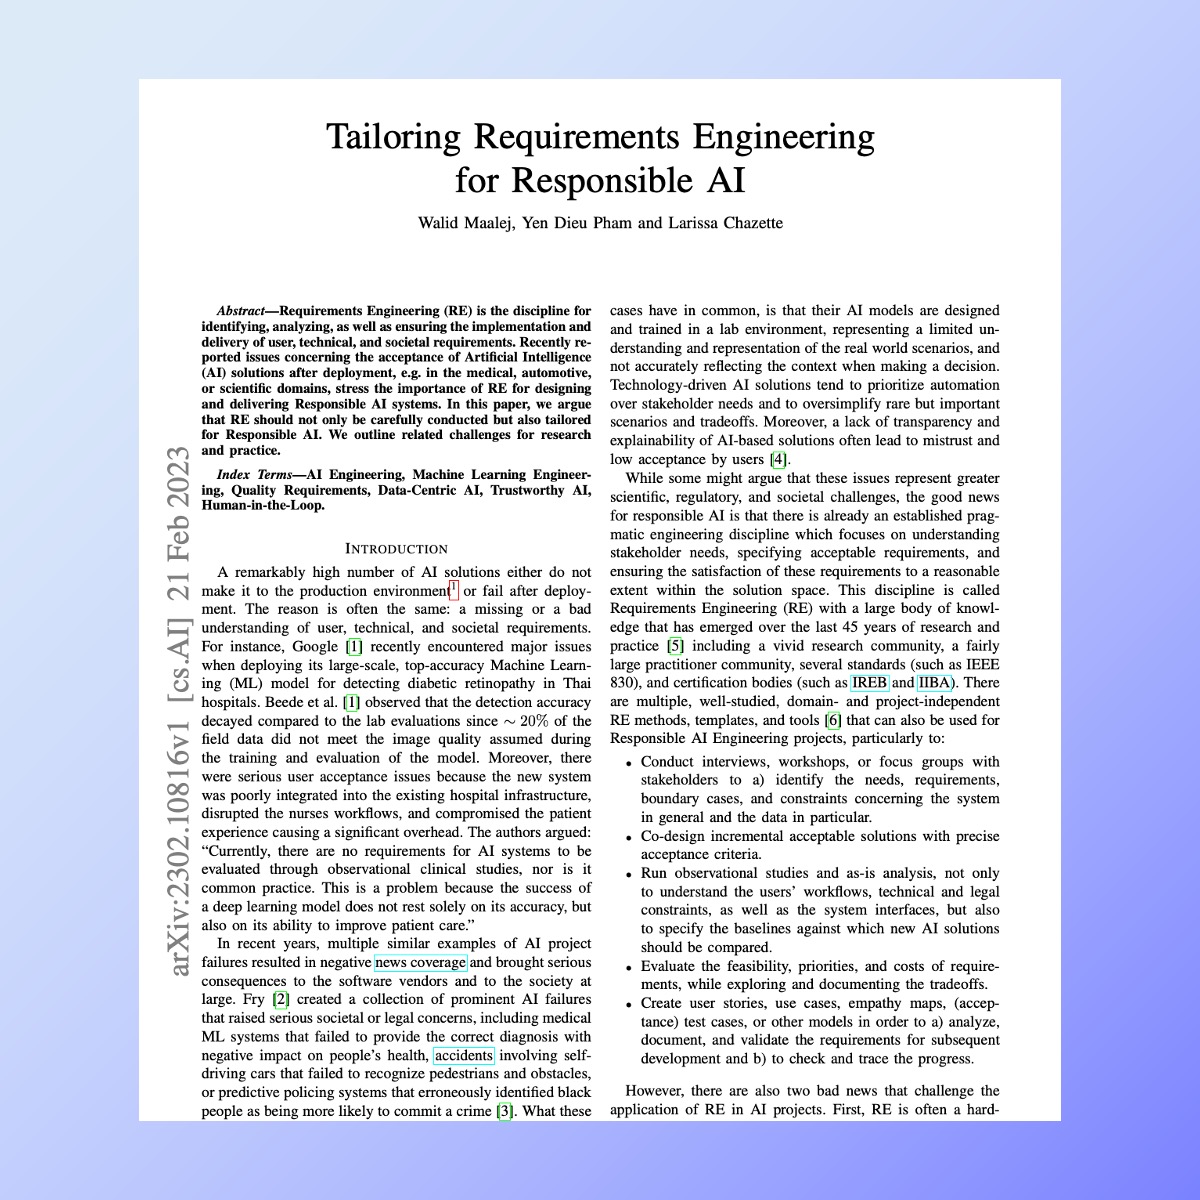 Tailoring Requirements Engineering
for Responsible AI
Walid Maalej, Yen Dieu Pham and Larissa Chazette
arXiv:2302.10816v1 [cs.AI] 21 Feb 2023
Abstract—Requirements Engineering (RE) is the discipline for
identifying, analyzing, as well as ensuring the implementation and
delivery of user, technical, and societal requirements. Recently re-
ported issues concerning the acceptance of Artificial Intelligence
(AI) solutions after deployment, e.g. in the medical, automotive,
or scientific domains, stress the importance of RE for designing
and delivering Responsible AI systems. In this paper, we argue
that RE should not only be carefully conducted but also tailored
for Responsible AI. We outline related challenges for research
and practice.
Index Terms—AI Engineering, Machine Learning Engineer-
ing, Quality Requirements, Data-Centric AI, Trustworthy AI,
Human-in-the-Loop.
INTRODUCTION
A remarkably high number of AI solutions either do not
make it to the production environment1 or fail after deploy-
ment. The reason is often the same: a missing or a bad
understanding of user, technical, and societal requirements.
For instance, Google [1] recently encountered major issues
when deploying its large-scale, top-accuracy Machine Learn-
ing (ML) model for detecting diabetic retinopathy in Thai
hospitals. Beede et al. [1] observed that the detection accuracy
decayed compared to the lab evaluations since ∼ 20% of the
field data did not meet the image quality assumed during
the training and evaluation of the model. Moreover, there
were serious user acceptance issues because the new system
was poorly integrated into the existing hospital infrastructure,
disrupted the nurses workflows, and compromised the patient
experience causing a significant overhead. The authors argued:
“Currently, there are no requirements for AI systems to be
evaluated through observational clinical studies, nor is it
common practice. This is a problem because the success of
a deep learning model does not rest solely on its accuracy, but
also on its ability to improve patient care.”
In recent years, multiple similar examples of AI project
failures resulted in negative news coverage and brought serious
consequences to the software vendors and to the society at
large. Fry [2] created a collection of prominent AI failures
that raised serious societal or legal concerns, including medical
ML systems that failed to provide the correct diagnosis with
negative impact on people’s health, accidents involving self-
driving cars that failed to recognize pedestrians and obstacles,
or predictive policing systems that erroneously identified black
people as being more likely to commit a crime [3]. What these
cases have in common, is that their AI models are designed
and trained in a lab environment, representing a limited un-
derstanding and representation of the real world scenarios, and
not accurately reflecting the context when making a decision.
Technology-driven AI solutions tend to prioritize automation
over stakeholder needs and to oversimplify rare but important
scenarios and tradeoffs. Moreover, a lack of transparency and
explainability of AI-based solutions often lead to mistrust and
low acceptance by users [4].
While some might argue that these issues represent greater
scientific, regulatory, and societal challenges, the good news
for responsible AI is that there is already an established prag-
matic engineering discipline which focuses on understanding
stakeholder needs, specifying acceptable requirements, and
ensuring the satisfaction of these requirements to a reasonable
extent within the solution space. This discipline is called
Requirements Engineering (RE) with a large body of knowl-
edge that has emerged over the last 45 years of research and
practice [5] including a vivid research community, a fairly
large practitioner community, several standards (such as IEEE
830), and certification bodies (such as IREB and IIBA). There
are multiple, well-studied, domain- and project-independent
RE methods, templates, and tools [6] that can also be used for
Responsible AI Engineering projects, particularly to:
• Conduct interviews, workshops, or focus groups with
stakeholders to a) identify the needs, requirements,
boundary cases, and constraints concerning the system
in general and the data in particular.
• Co-design incremental acceptable solutions with precise
acceptance criteria.
• Run observational studies and as-is analysis, not only
to understand the users’ workflows, technical and legal
constraints, as well as the system interfaces, but also
to specify the baselines against which new AI solutions
should be compared.
• Evaluate the feasibility, priorities, and costs of require-
ments, while exploring and documenting the tradeoffs.
• Create user stories, use cases, empathy maps, (accep-
tance) test cases, or other models in order to a) analyze,
document, and validate the requirements for subsequent
development and b) to check and trace the progress.
However, there are also two bad news that challenge the
application of RE in AI projects. First, RE is often a hard-